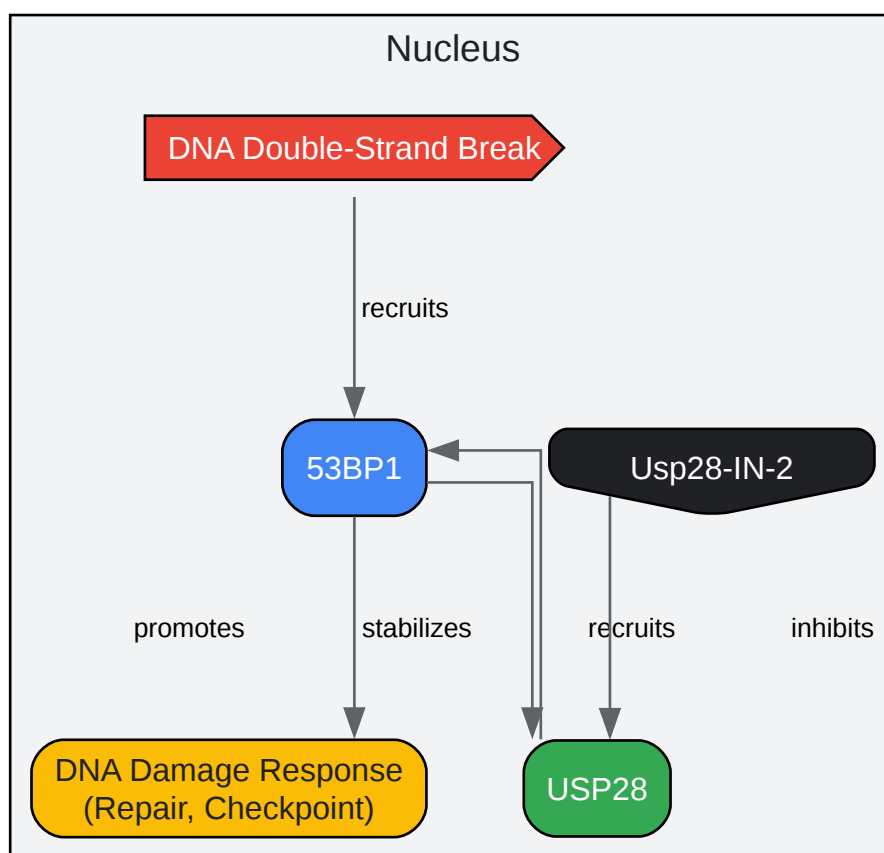 Nucleus
DNA Double-Strand Break
recruits
53BP1
Usp28-IN-2
promotes
stabilizes
recruits
inhibits
DNA Damage Response
(Repair, Checkpoint)
USP28